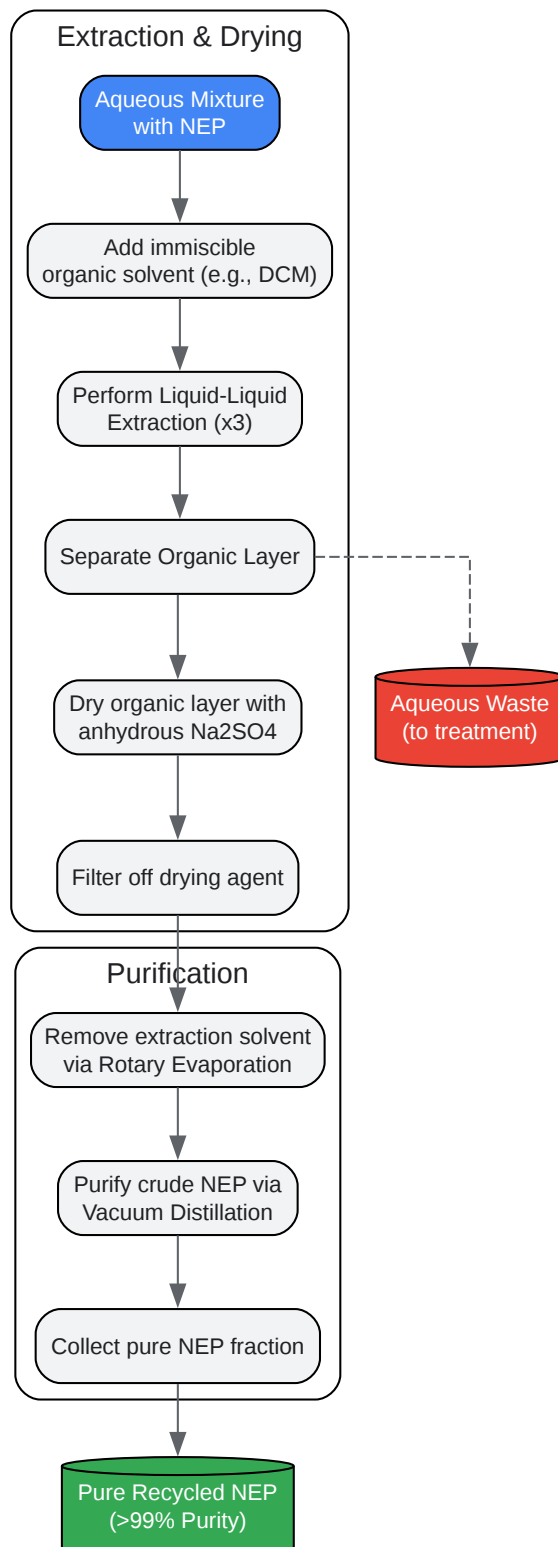 Extraction & Drying
Aqueous Mixture
with NEP
Add immiscible
organic solvent (e.g., DCM)
Perform Liquid-Liquid
Extraction (x3)
Separate Organic Layer
Aqueous Waste
(to treatment)
Dry organic layer with
anhydrous Na2SO4
Filter off drying agent
Purification
Remove extraction solvent
via Rotary Evaporation
Purify crude NEP via
Vacuum Distillation
Collect pure NEP fraction
Pure Recycled NEP
(>99% Purity)